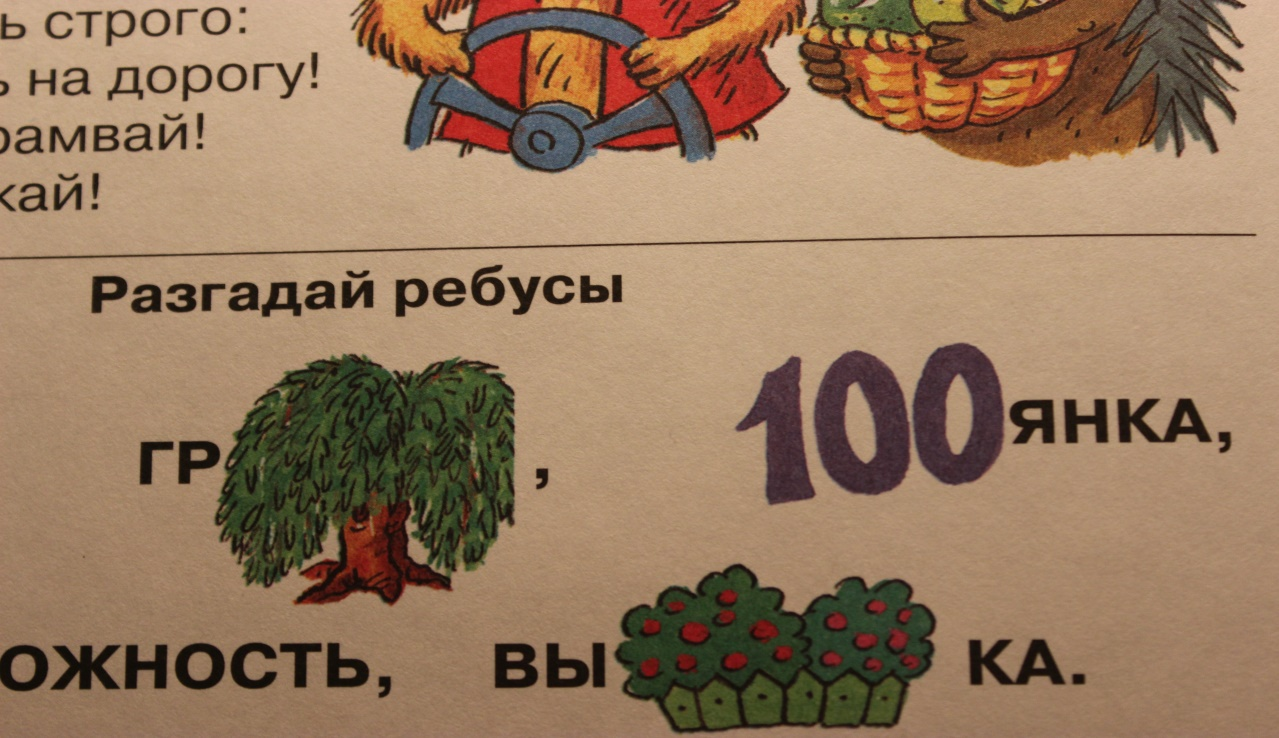 ь строго:
ь на дорогу!
рамвай!
кай!
Разгадай ребусы
ГР , 100ЯНКА,
ОЖНОСТЬ, ВЫ КА.